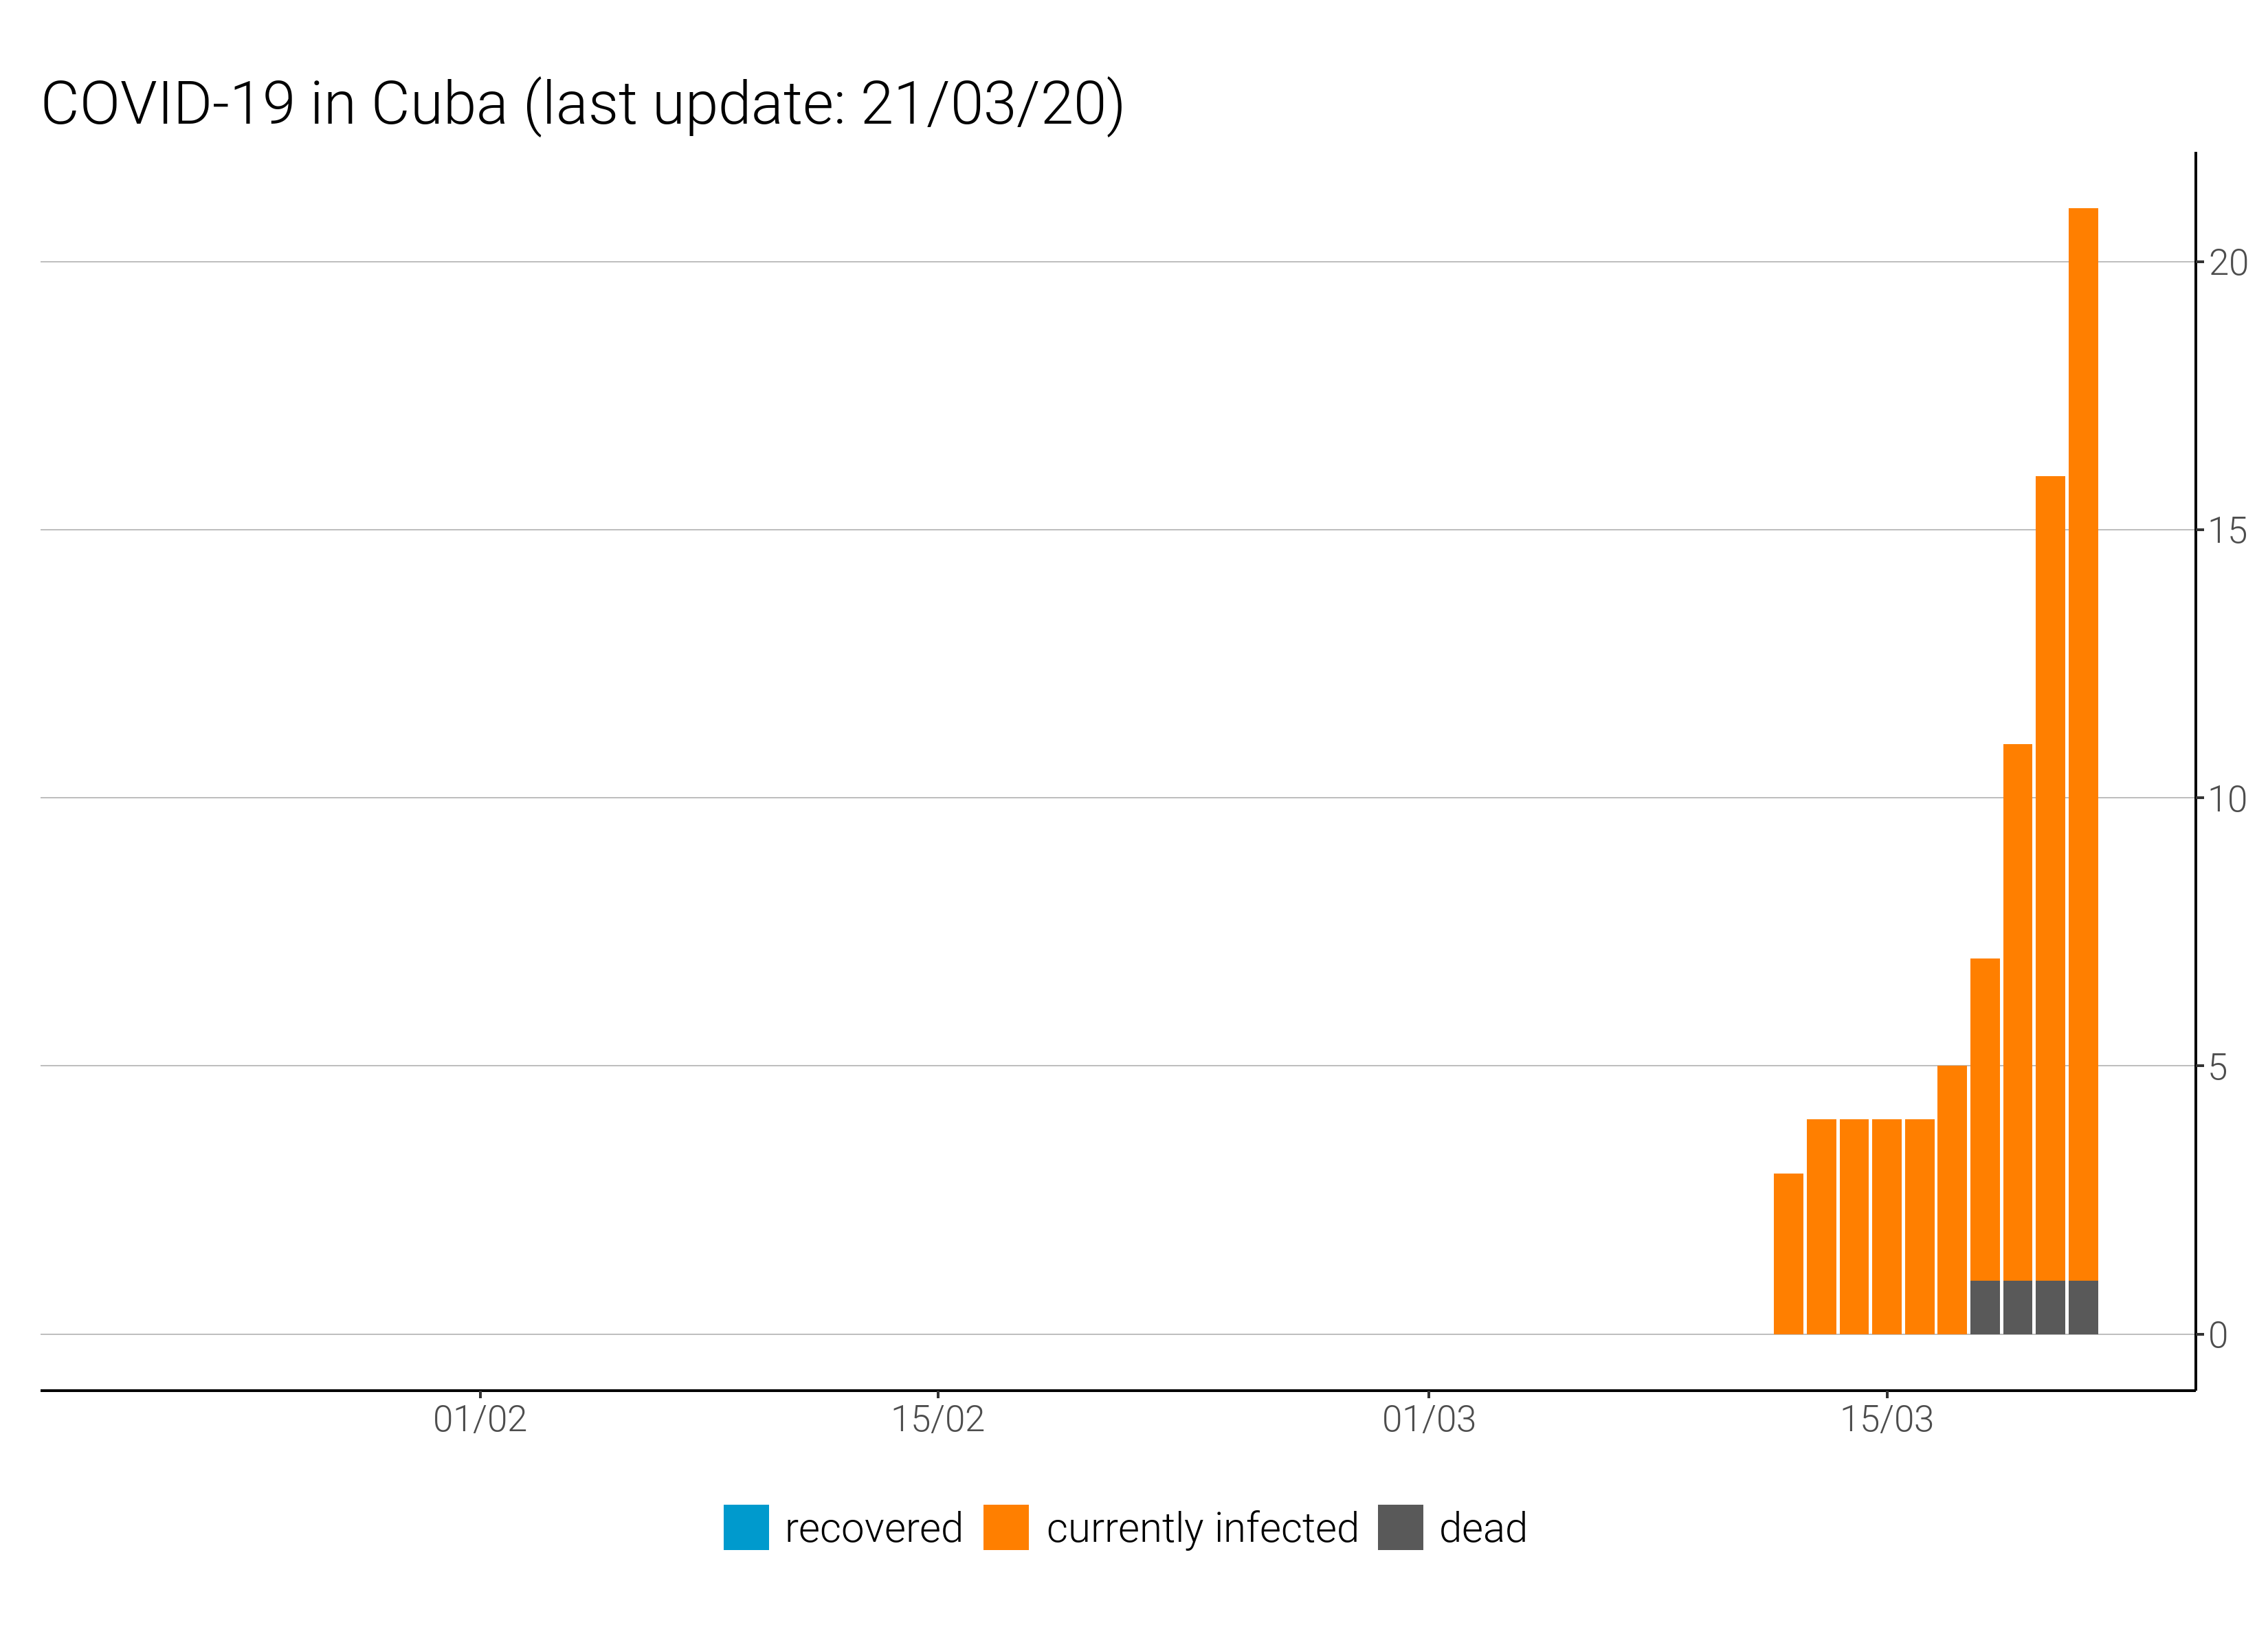 COVID-19 in Cuba (last update: 21/03/20)
20
15
10
5
0
01/02 15/02 01/03 15/03
recovered currently infected dead